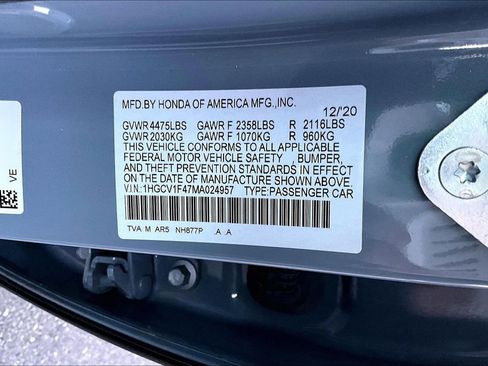 MFD.BY HONDA OF AMERICA MFG.,INC.
12/'20
GVWR 4475LBS GAWR F 2358LBS R 2116LBS
GVWR 2030KG GAWR F 1070KG R 960KG
THIS VEHICLE CONFORMS TO ALL APPLICABLE
FEDERAL MOTOR VEHICLE SAFETY , BUMPER,
AND THEFT PREVENTION STANDARDS IN EFFECT
ON THE DATE OF MANUFACTURE SHOWN ABOVE.
V.I.N: 1HGCV1F47MA024957 TYPE:PASSENGER CAR
TVA M AR5 NH877P .A .A
VE